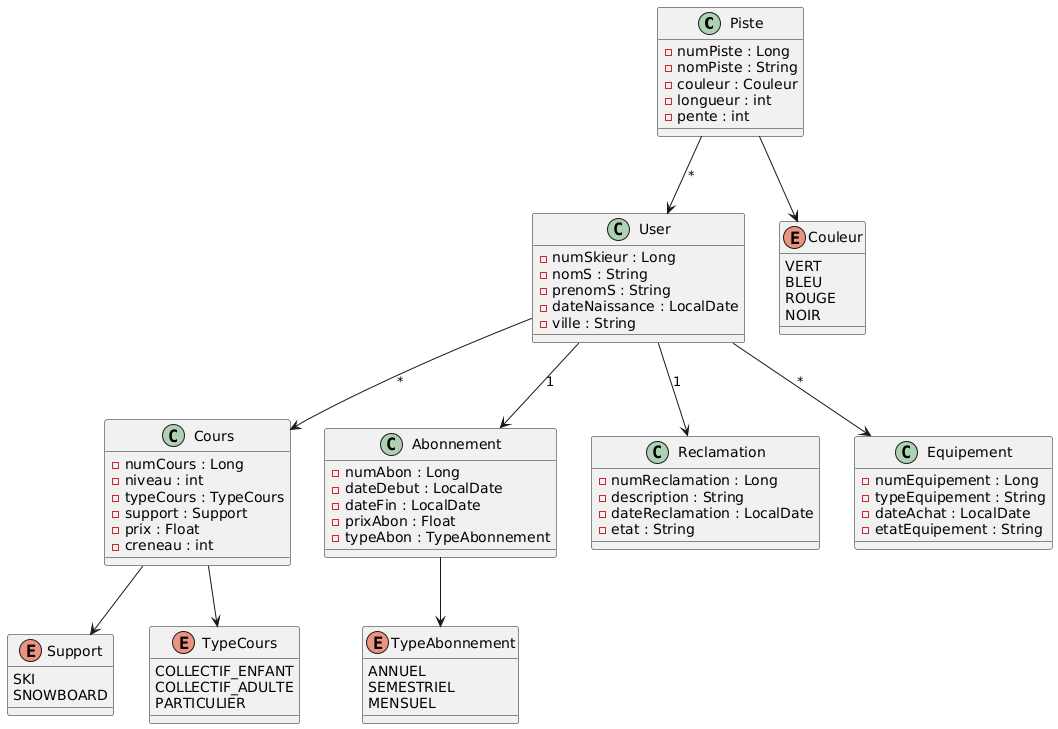 C Piste
numPiste : Long
nomPiste : String
couleur : Couleur
longueur : int
pente : int
*
C User
numSkieur : Long
nomS : String
prenomS : String
dateNaissance : LocalDate
ville : String
E Couleur
VERT
BLEU
ROUGE
NOIR
*
1
1
*
C Cours
numCours : Long
niveau : int
typeCours : TypeCours
support : Support
prix : Float
creneau : int
C Abonnement
numAbon : Long
dateDebut : LocalDate
dateFin : LocalDate
prixAbon : Float
typeAbon : TypeAbonnement
C Reclamation
numReclamation : Long
description : String
dateReclamation : LocalDate
etat : String
C Equipement
numEquipement : Long
typeEquipement : String
dateAchat : LocalDate
etatEquipement : String
E Support
SKI
SNOWBOARD
E TypeCours
COLLECTIF_ENFANT
COLLECTIF_ADULTE
PARTICULIER
E TypeAbonnement
ANNUEL
SEMESTRIEL
MENSUEL